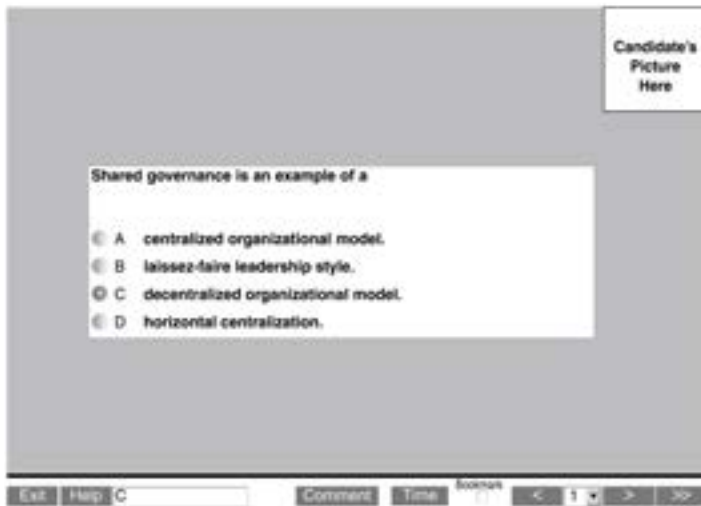 Candidate's
Picture
Here
Shared governance is an example of a
A centralized organizational model.
B laissez-faire leadership style.
C decentralized organizational model.
D horizontal centralization.
Bookmark
Exit Help C Comment Time < 1 > >>